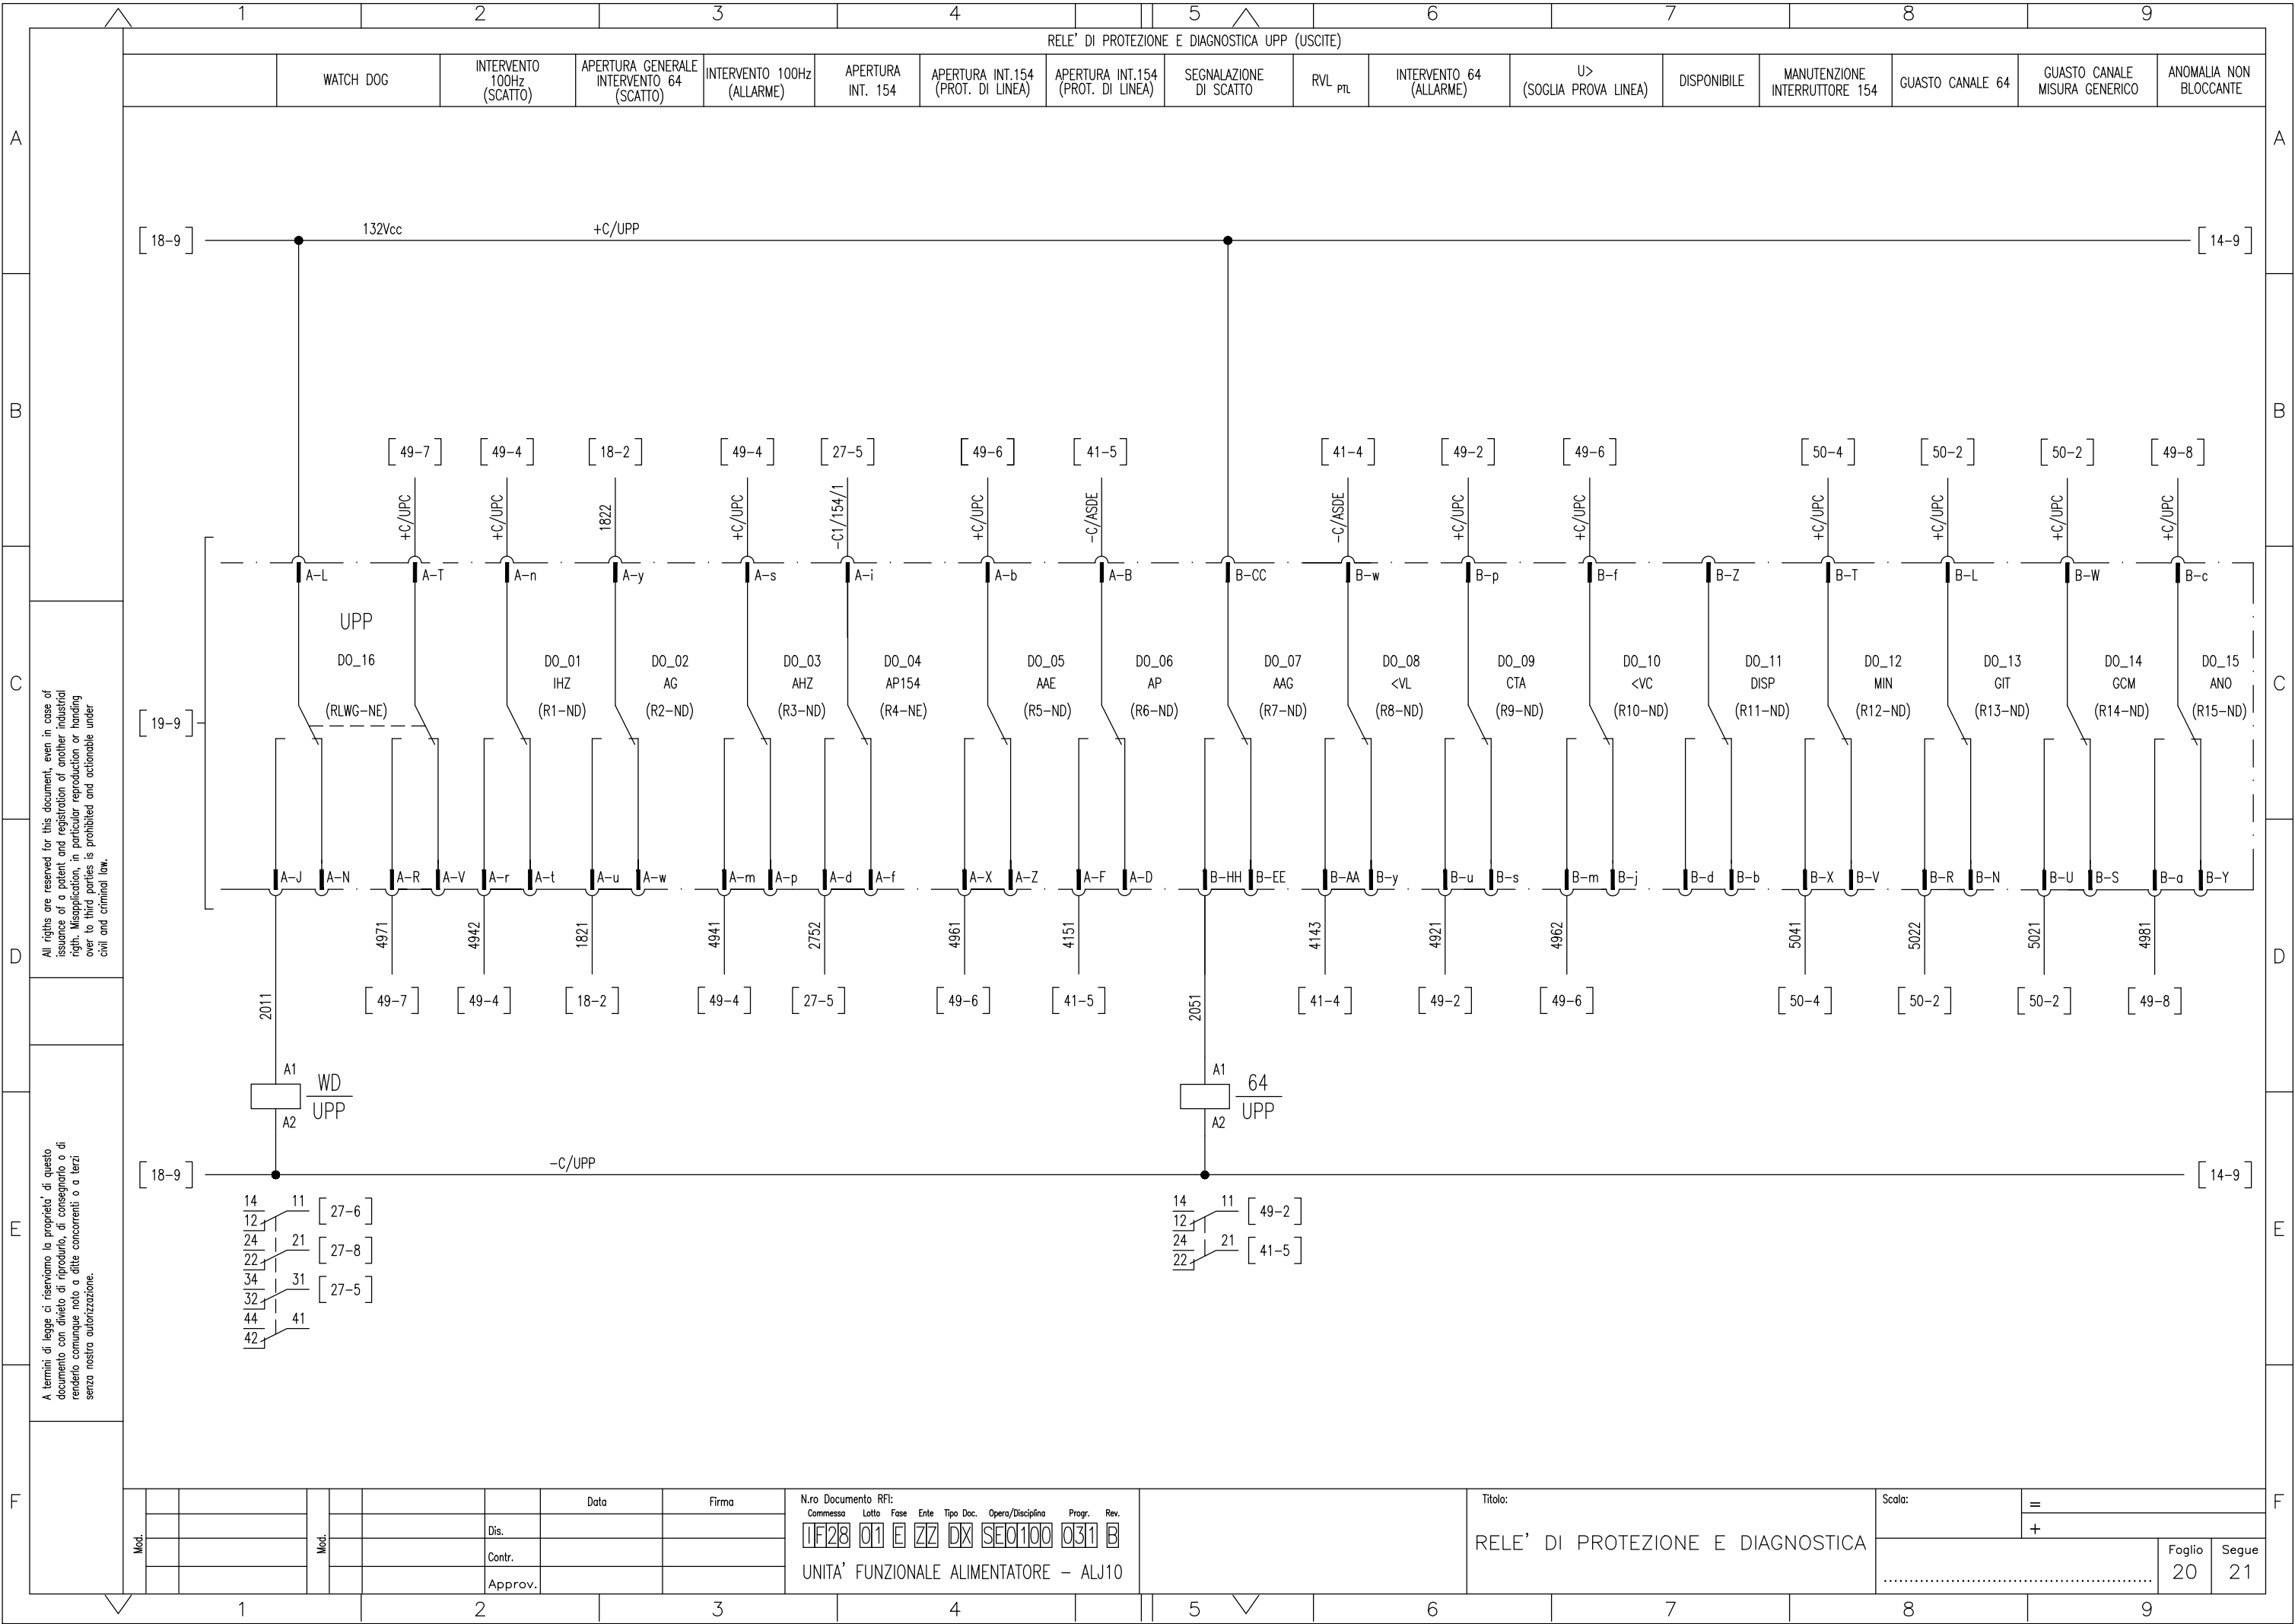 1 2 3 4 5 6 7 8 9
RELE' DI PROTEZIONE E DIAGNOSTICA UPP (USCITE)
WATCH DOG
INTERVENTO
100Hz
(SCATTO)
APERTURA GENERALE
INTERVENTO 64
(SCATTO)
INTERVENTO 100Hz
(ALLARME)
APERTURA
INT. 154
APERTURA INT.154
(PROT. DI LINEA)
APERTURA INT.154
(PROT. DI LINEA)
SEGNALAZIONE
DI SCATTO
RVL PTL
INTERVENTO 64
(ALLARME)
U>
(SOGLIA PROVA LINEA)
DISPONIBILE
MANUTENZIONE
INTERRUTTORE 154
GUASTO CANALE 64
GUASTO CANALE
MISURA GENERICO
ANOMALIA NON
BLOCCANTE
A A
[18-9] 132Vcc +C/UPP [14-9]
B B
[49-7] [49-4] [18-2] [49-4] [27-5] [49-6] [41-5] [41-4] [49-2] [49-6] [50-4] [50-2] [50-2] [49-8]
+C/UPC +C/UPC 1822 +C/UPC -C1/154/1 +C/UPC -C/ASDE -C/ASDE +C/UPC +C/UPC +C/UPC +C/UPC +C/UPC +C/UPC
A-L A-T A-n A-y A-s A-i A-b A-B B-CC B-w B-p B-f B-Z B-T B-L B-W B-c
UPP
DO_16 DO_01 DO_02 DO_03 DO_04 DO_05 DO_06 DO_07 DO_08 DO_09 DO_10 DO_11 DO_12 DO_13 DO_14 DO_15
C IHZ AG AHZ AP154 AAE AP AAG <VL CTA <VC DISP MIN GIT GCM ANO C
(RLWG-NE) (R1-ND) (R2-ND) (R3-ND) (R4-NE) (R5-ND) (R6-ND) (R7-ND) (R8-ND) (R9-ND) (R10-ND) (R11-ND) (R12-ND) (R13-ND) (R14-ND) (R15-ND)
[19-9]
A-J A-N A-R A-V A-r A-t A-u A-w A-m A-p A-d A-f A-X A-Z A-F A-D B-HH B-EE B-AA B-y B-u B-s B-m B-j B-d B-b B-X B-V B-R B-N B-U B-S B-a B-Y
4971 4942 1821 4941 2752 4961 4151 4143 4921 4962 5041 5022 5021 4981
D D
[49-7] [49-4] [18-2] [49-4] [27-5] [49-6] [41-5] [41-4] [49-2] [49-6] [50-4] [50-2] [50-2] [49-8]
2011 2051
A1 A1
WD
UPP
64
UPP
A2 A2
[18-9] -C/UPP [14-9]
14 11 [27-6]
12
24 21 [27-8]
22
34 31 [27-5]
32
44 41
42
14 11 [49-2]
12
24 21 [41-5]
22
E E
All rigths are reserved for this document, even in case of
issuance of a patent and registration of another industrial
rigth. Misapplication, in particular reproduction or handing
over to third parties is prohibited and actionable under
civil and criminal law.
A termini di legge ci riserviamo la proprieta' di questo
documento con divieto di riprodurlo, di consegnarlo o di
renderlo comunque noto a ditte concorrenti o a terzi
senza nostra autorizzazione.
F F
Mod. Mod.
Data Firma
Dis.
Contr.
Approv.
N.ro Documento RFI:
Commessa Lotto Fase Ente Tipo Doc. Opera/Disciplina Progr. Rev.
IF28 01 E ZZ DX SE0100 031 B
UNITA' FUNZIONALE ALIMENTATORE - ALJ10
Titolo:
RELE' DI PROTEZIONE E DIAGNOSTICA
Scala:
=
+
Foglio Segue
20 21
1 2 3 4 5 6 7 8 9